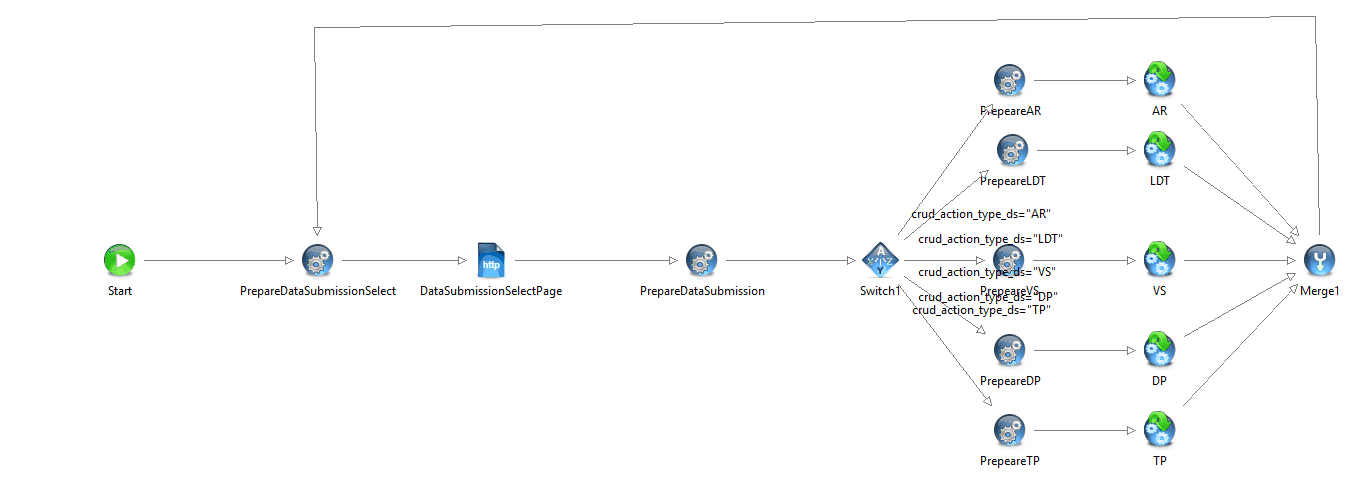 PrepeareAR
AR
PrepeareLDT
LDT
crud_action_type_ds="AR"
crud_action_type_ds="LDT"
Start
PrepareDataSubmissionSelect
http
DataSubmissionSelectPage
PrepareDataSubmission
Switch1
crud_action_type_ds="VS"
PrepeareVS
VS
Merge1
crud_action_type_ds="DP"
crud_action_type_ds="TP"
PrepeareDP
DP
PrepeareTP
TP